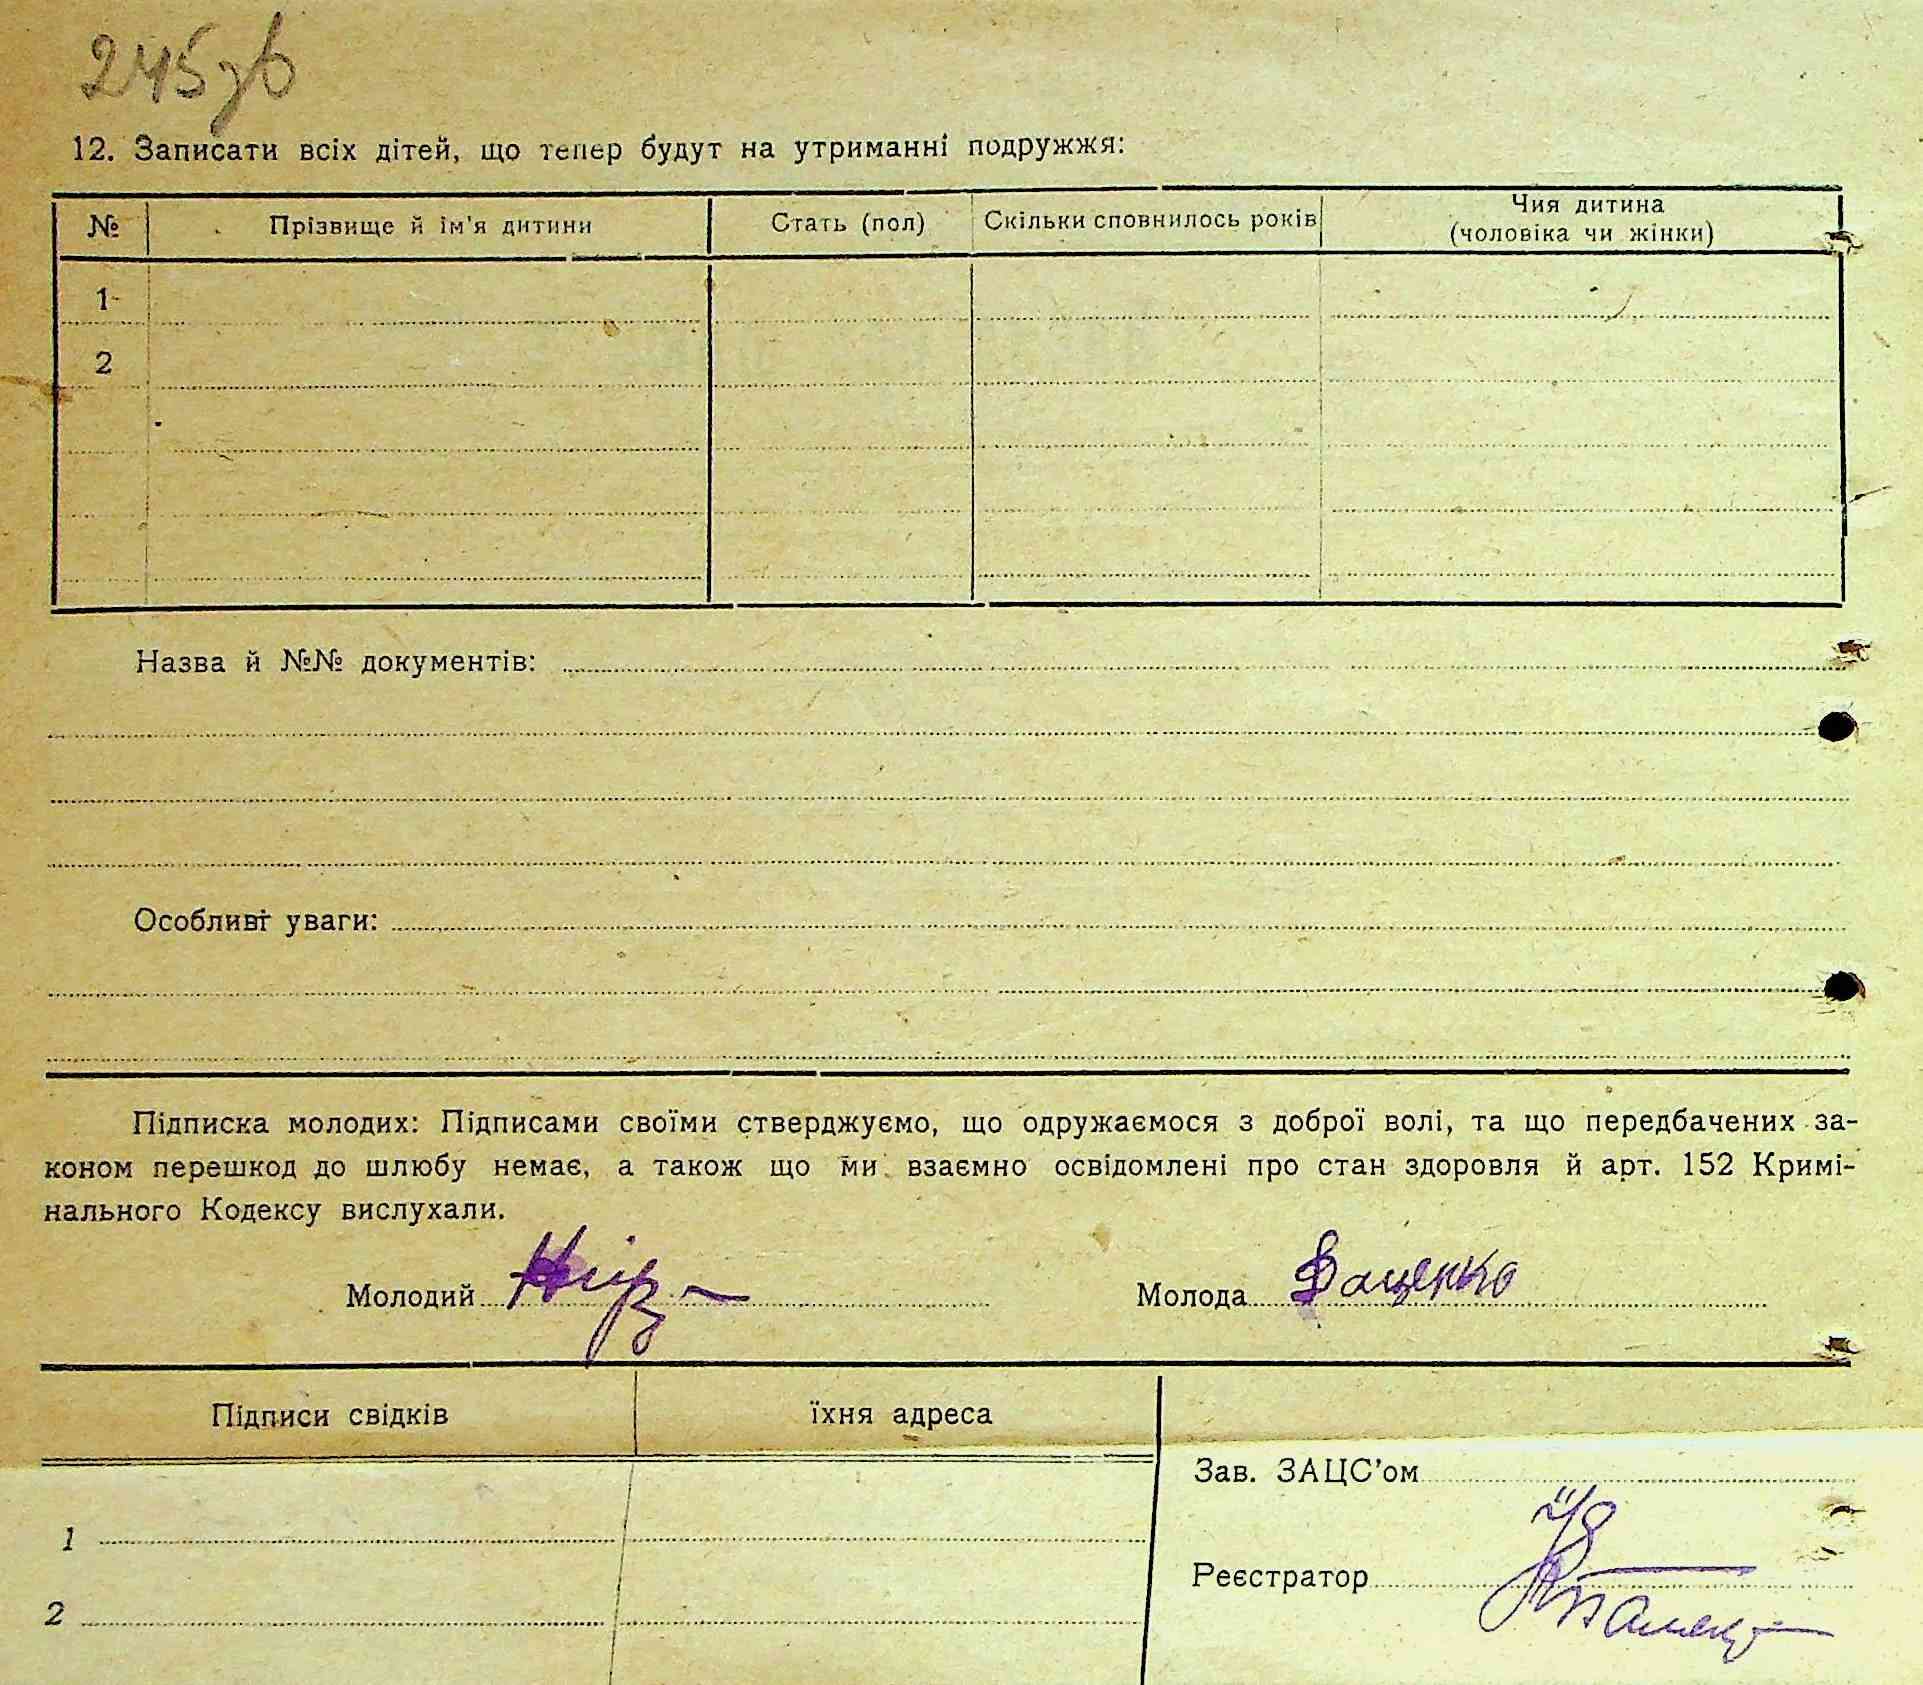 245 зв
12. Записати всіх дітей, що тепер будут на утриманні подружжя:
№ Прізвище й ім'я дитини Стать (пол) Скільки сповнилось років Чия дитина
(чоловіка чи жінки)
1
2
Назва й №№ документів:
Особливі уваги:
Підписка молодих: Підписами своїми стверджуємо, що одружаємося з доброї волі, та що передбачених за-
коном перешкод до шлюбу немає, а також що ми взаємно освідомлені про стан здоровля й арт. 152 Кримі-
нального Кодексу вислухали.
Молодий Молода Даценко
Підписи свідків їхня адреса
Зав. ЗАЦС'ом
1
Реєстратор
2